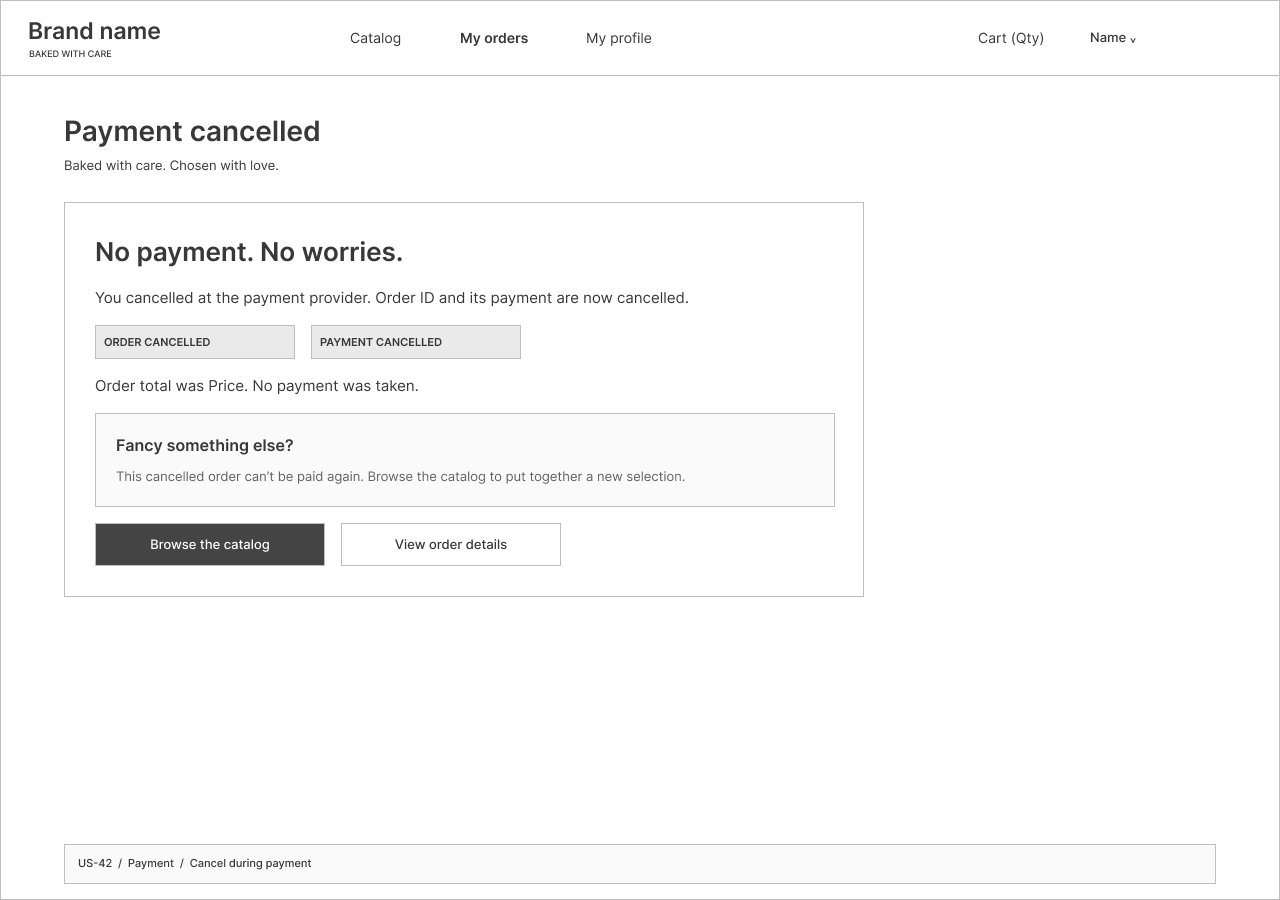 Brand name
BAKED WITH CARE
Catalog
My orders
My profile
Cart (Qty)
Name v
Payment cancelled
Baked with care. Chosen with love.
No payment. No worries.
You cancelled at the payment provider. Order ID and its payment are now cancelled.
ORDER CANCELLED
PAYMENT CANCELLED
Order total was Price. No payment was taken.
Fancy something else?
This cancelled order can’t be paid again. Browse the catalog to put together a new selection.
Browse the catalog
View order details
US-42 / Payment / Cancel during payment